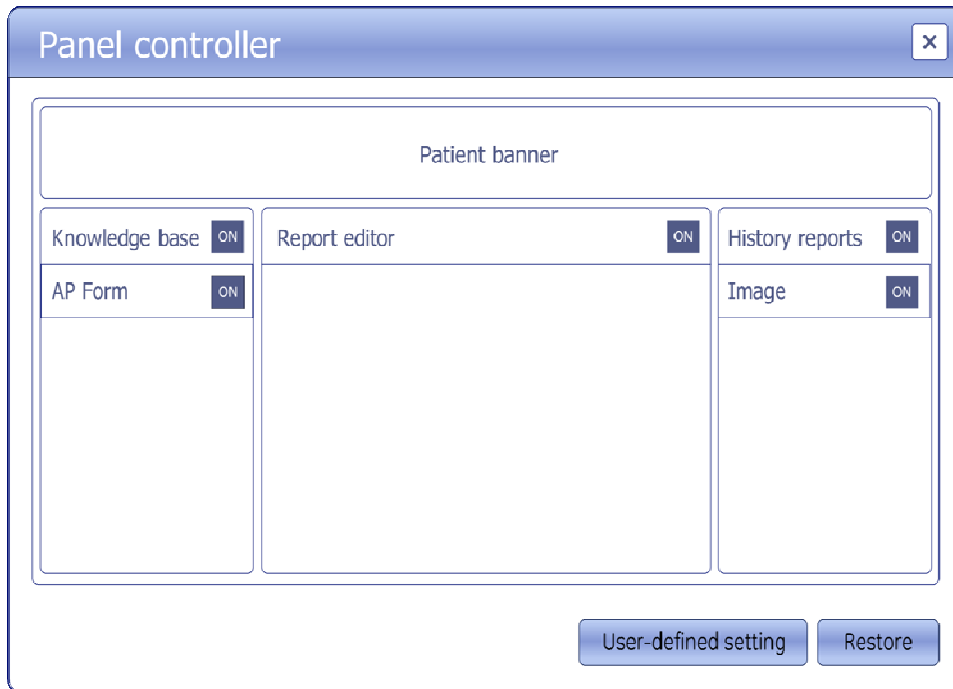 Panel controller
Patient banner
Knowledge base ON
Report editor ON
History reports ON
AP Form ON
Image ON
User-defined setting
Restore